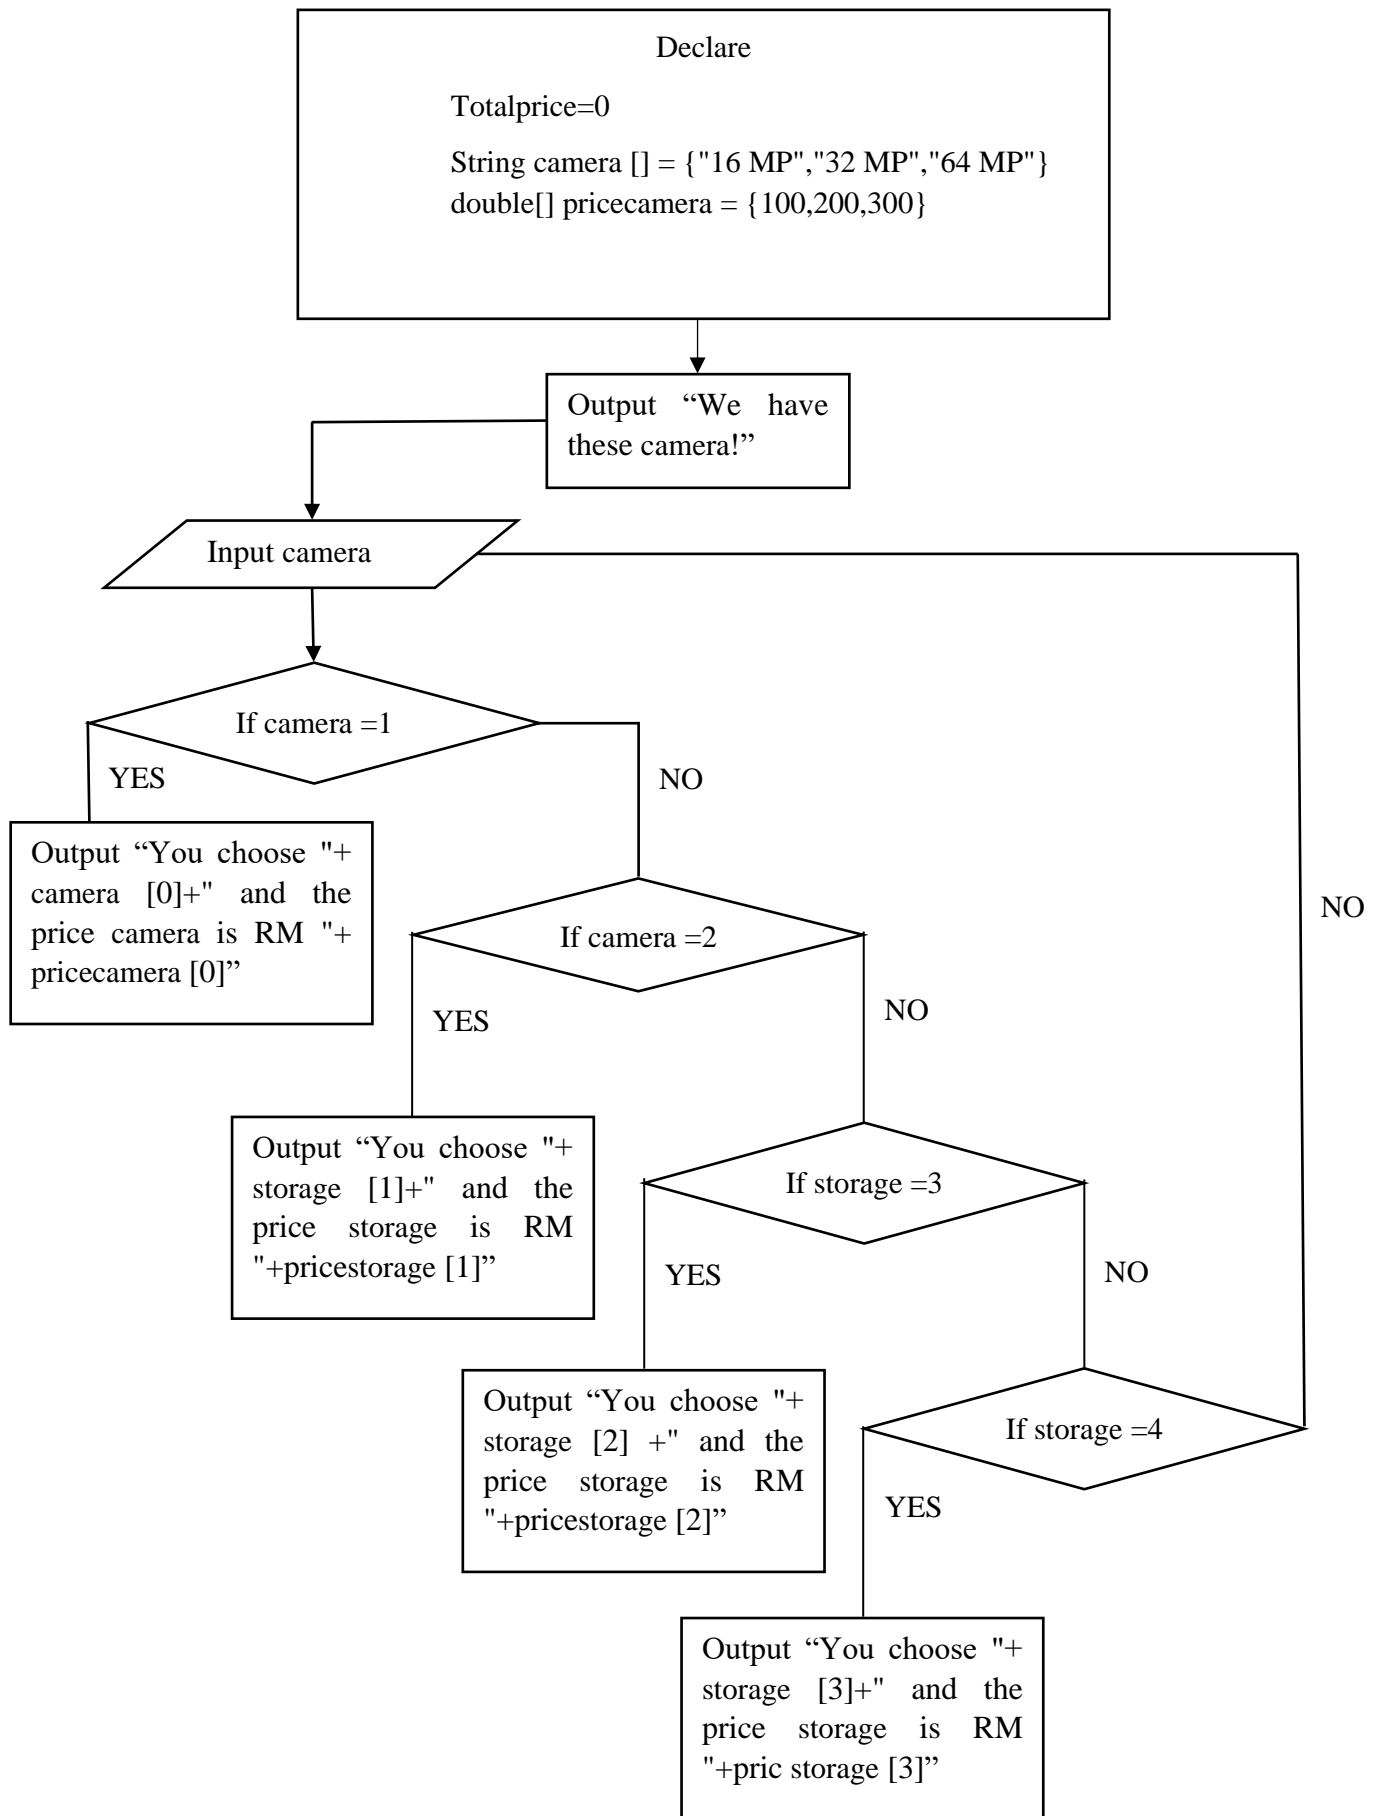 Declare
Totalprice=0
String camera [] = {"16 MP","32 MP","64 MP"}
double[] pricecamera = {100,200,300}
Output “We have
these camera!”
Input camera
If camera =1
YES
NO
Output “You choose "+
camera [0]+" and the
price camera is RM "+
pricecamera [0]”
If camera =2
NO
YES
NO
Output “You choose "+
storage [1]+" and the
price storage is RM
"+pricestorage [1]”
If storage =3
YES
NO
Output “You choose "+
storage [2] +" and the
price storage is RM
"+pricestorage [2]”
If storage =4
YES
Output “You choose "+
storage [3]+" and the
price storage is RM
"+pric storage [3]”